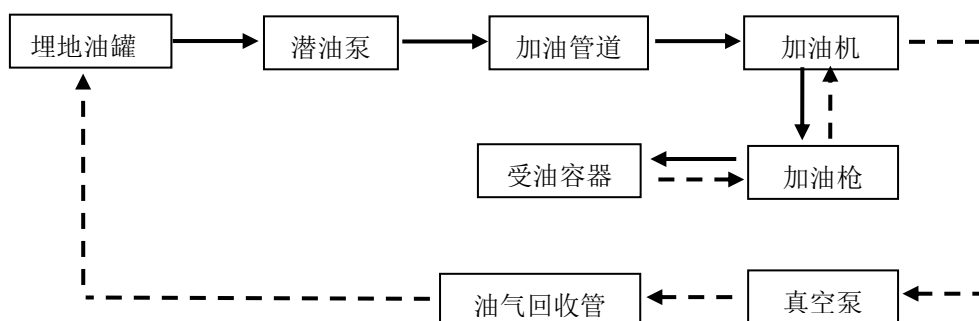 埋地油罐
潜油泵
加油管道
加油机
受油容器
加油枪
油气回收管
真空泵